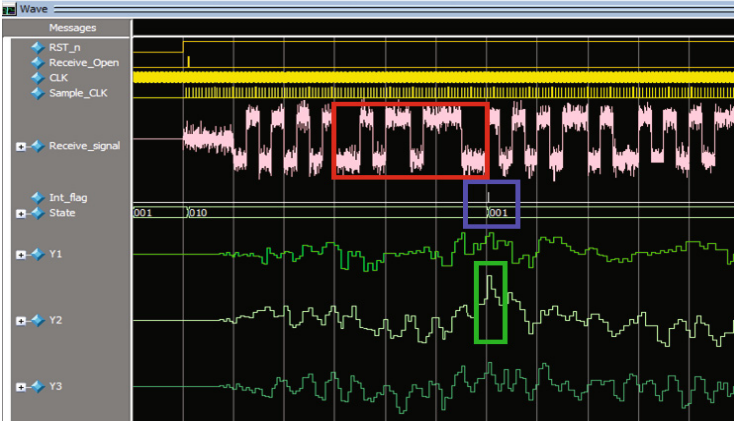 Wave
Messages
RST_n
Receive_Open
CLK
Sample_CLK
Receive_signal
Int_flag
State
001 010 001
Y1
Y2
Y3